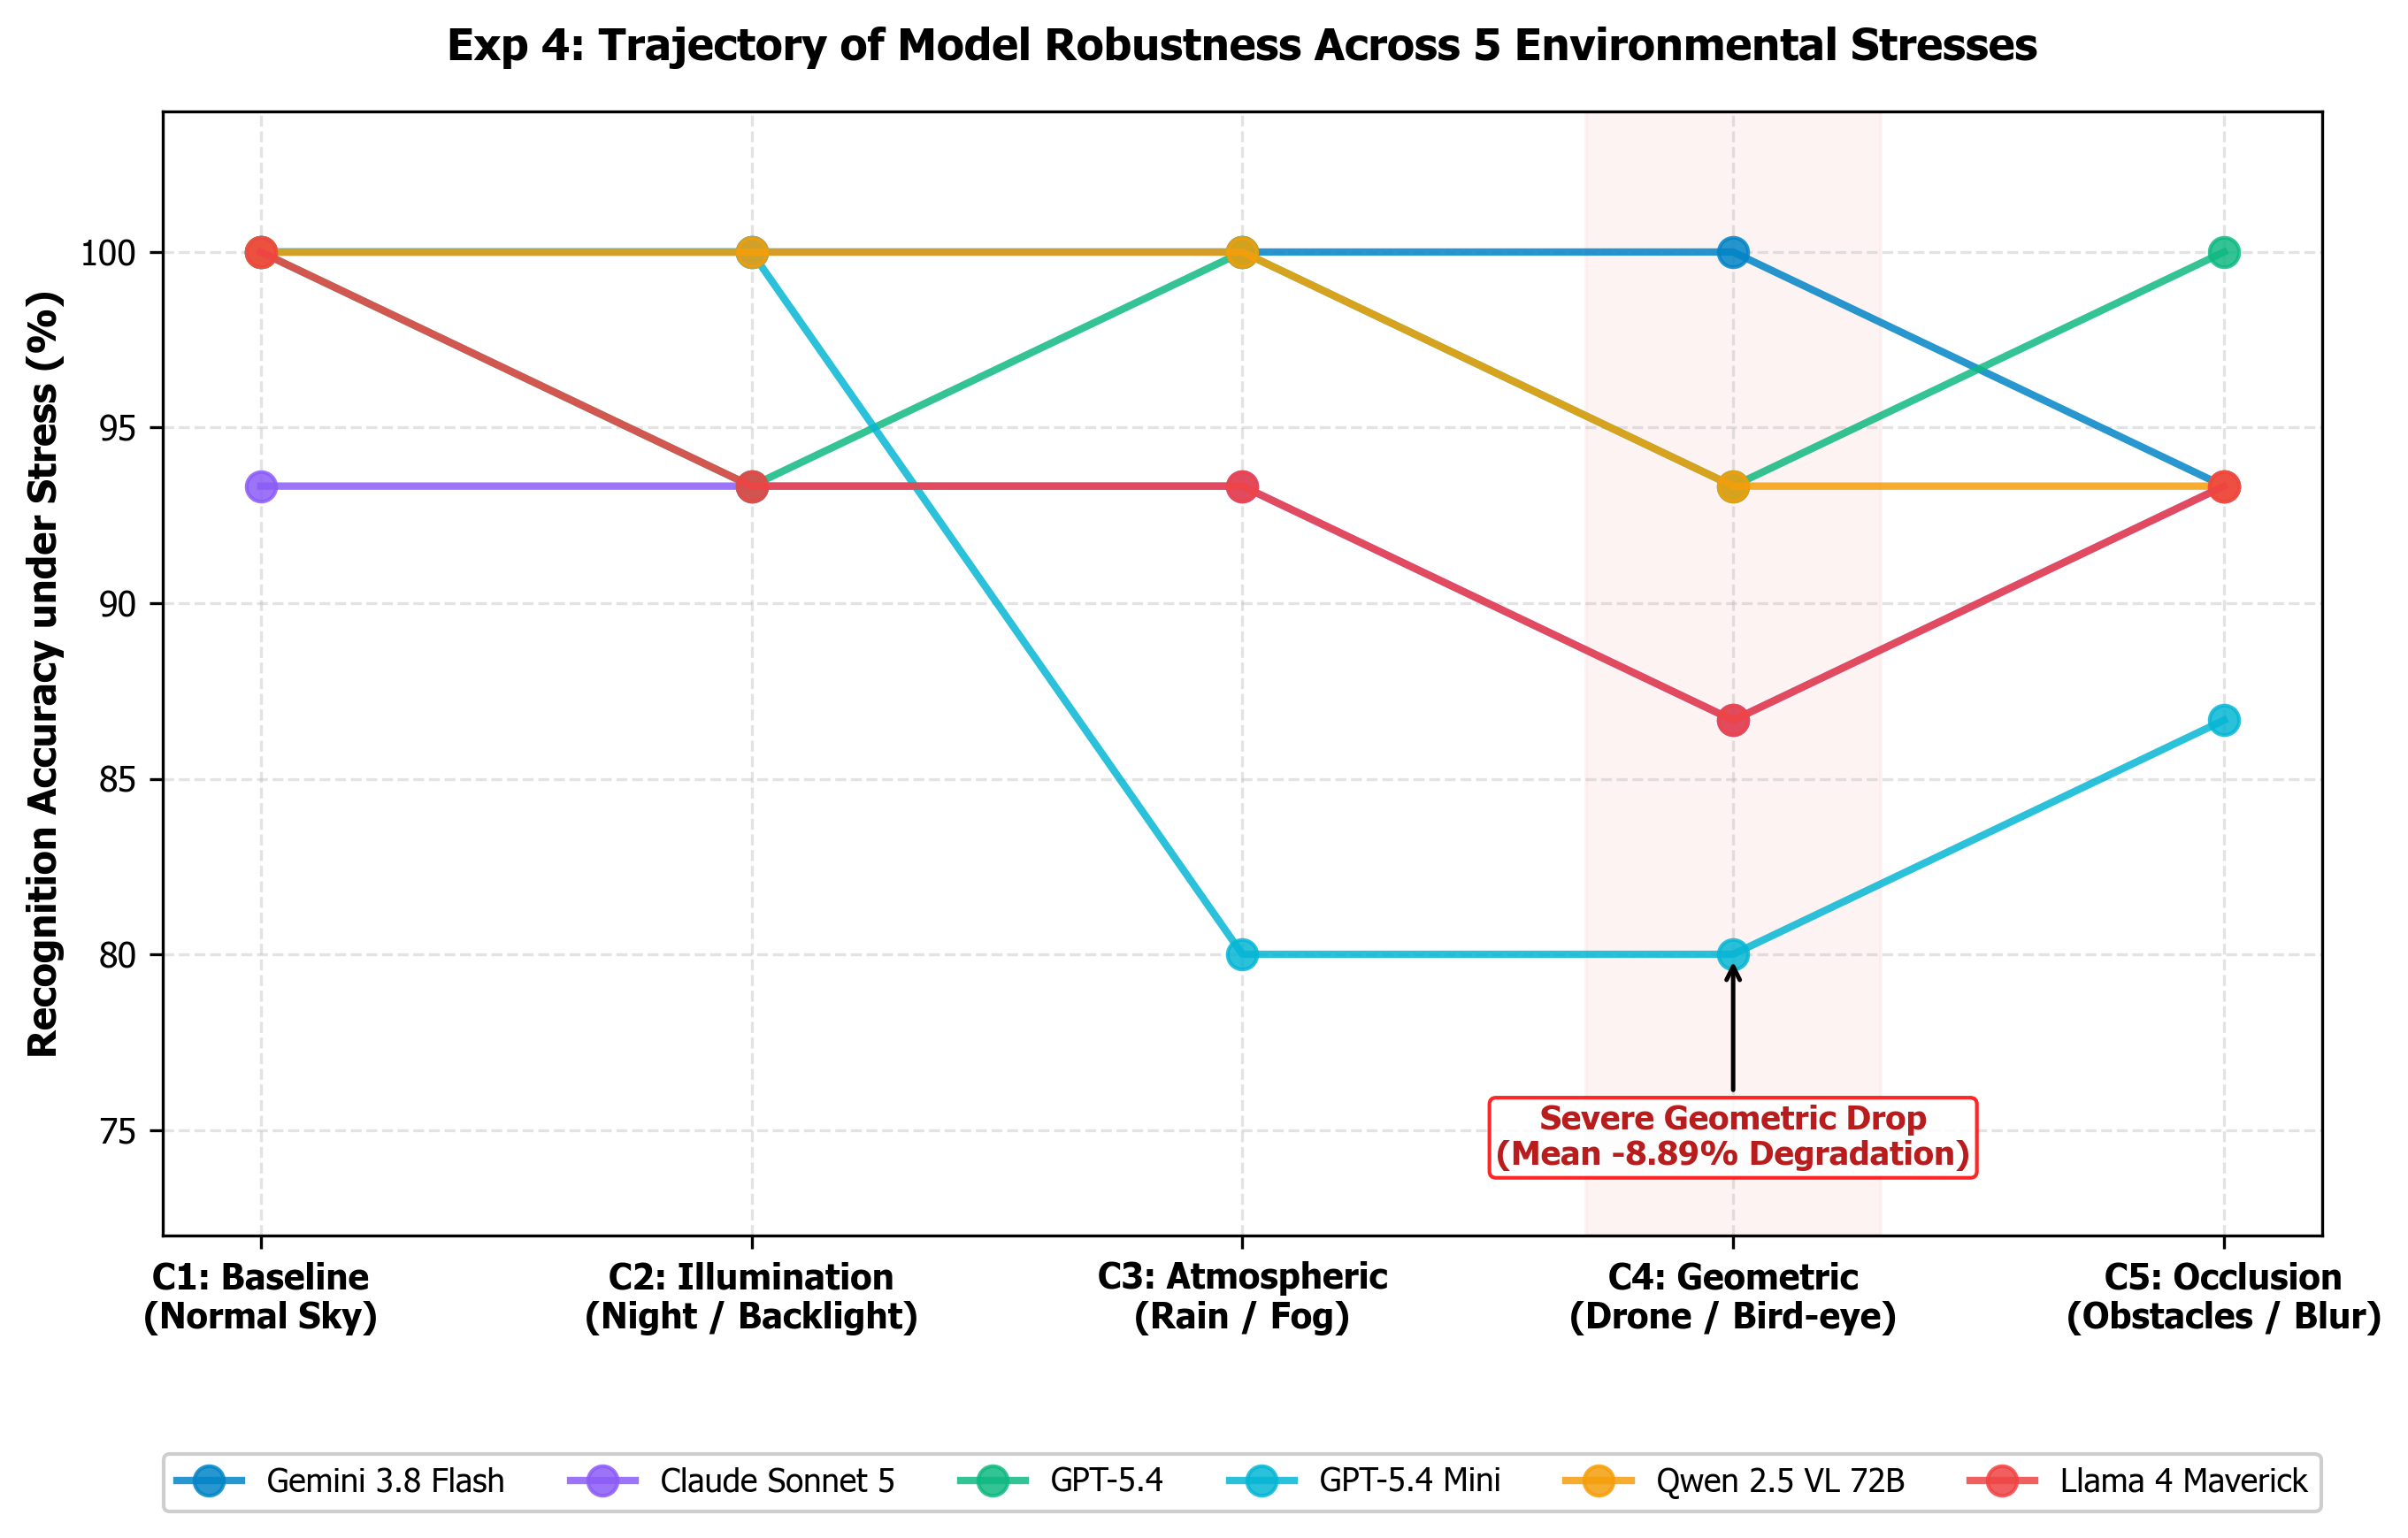 Exp 4: Trajectory of Model Robustness Across 5 Environmental Stresses
Recognition Accuracy under Stress (%)
100
95
90
85
80
75
Severe Geometric Drop
(Mean -8.89% Degradation)
C1: Baseline
(Normal Sky)
C2: Illumination
(Night / Backlight)
C3: Atmospheric
(Rain / Fog)
C4: Geometric
(Drone / Bird-eye)
C5: Occlusion
(Obstacles / Blur)
Gemini 3.8 Flash
Claude Sonnet 5
GPT-5.4
GPT-5.4 Mini
Qwen 2.5 VL 72B
Llama 4 Maverick